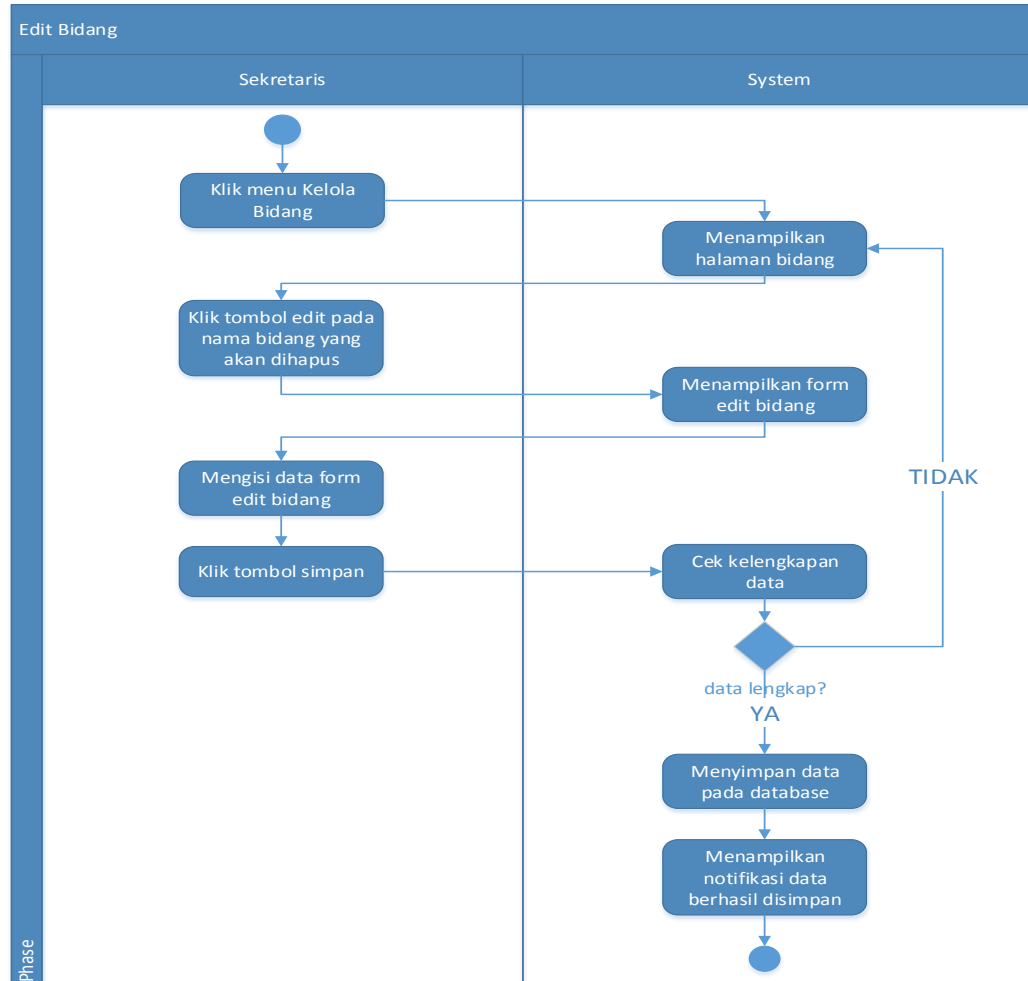 Edit Bidang
Sekretaris
System
Klik menu Kelola
Bidang
Menampilkan
halaman bidang
Klik tombol edit pada
nama bidang yang
akan dihapus
Menampilkan form
edit bidang
Mengisi data form
edit bidang
TIDAK
Klik tombol simpan
Cek kelengkapan
data
data lengkap?
YA
Menyimpan data
pada database
Menampilkan
notifikasi data
berhasil disimpan
Phase